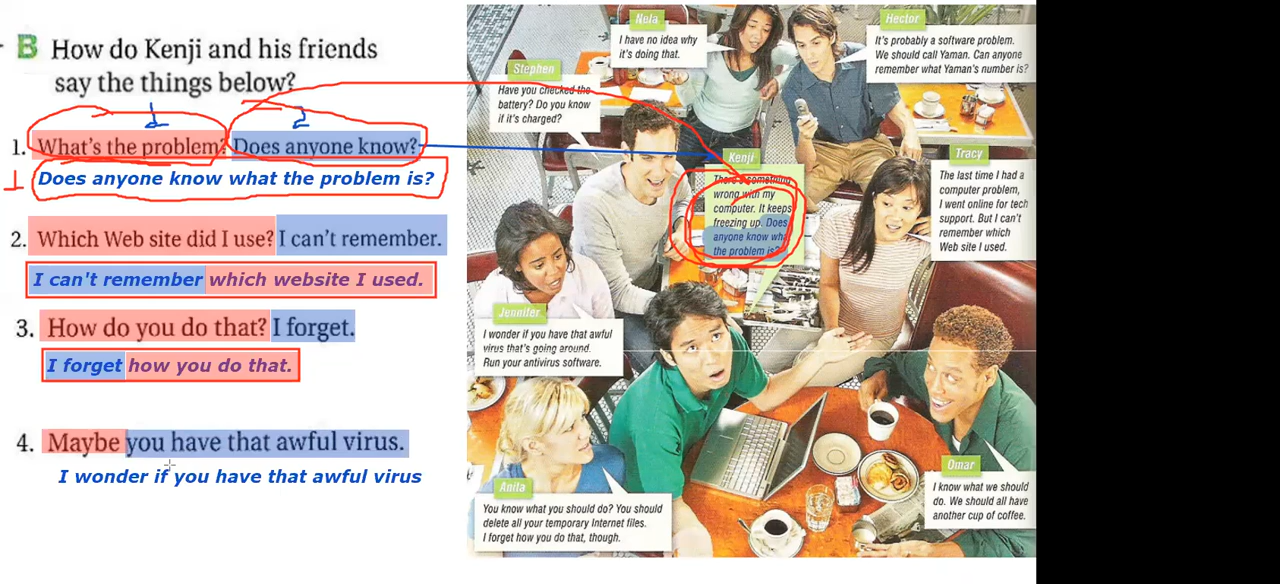 B How do Kenji and his friends
say the things below?
1 2
1. What's the problem? Does anyone know?
1 Does anyone know what the problem is?
2. Which Web site did I use? I can't remember.
I can't remember which website I used.
3. How do you do that? I forget.
I forget how you do that.
4. Maybe you have that awful virus.
I wonder if you have that awful virus
Nela
I have no idea why
it's doing that.
Hector
It's probably a software problem.
We should call Yaman. Can anyone
remember what Yaman's number is?
Stephen
Have you checked the
battery? Do you know
if it's charged?
Kenji
There's something
wrong with my
computer. It keeps
freezing up. Does
anyone know what
the problem is?
Tracy
The last time I had a
computer problem,
I went online for tech
support. But I can't
remember which
Web site I used.
Jennifer
I wonder if you have that awful
virus that's going around.
Run your antivirus software.
Anita
You know what you should do? You should
delete all your temporary Internet files.
I forget how you do that, though.
Omar
I know what we should
do. We should all have
another cup of coffee.